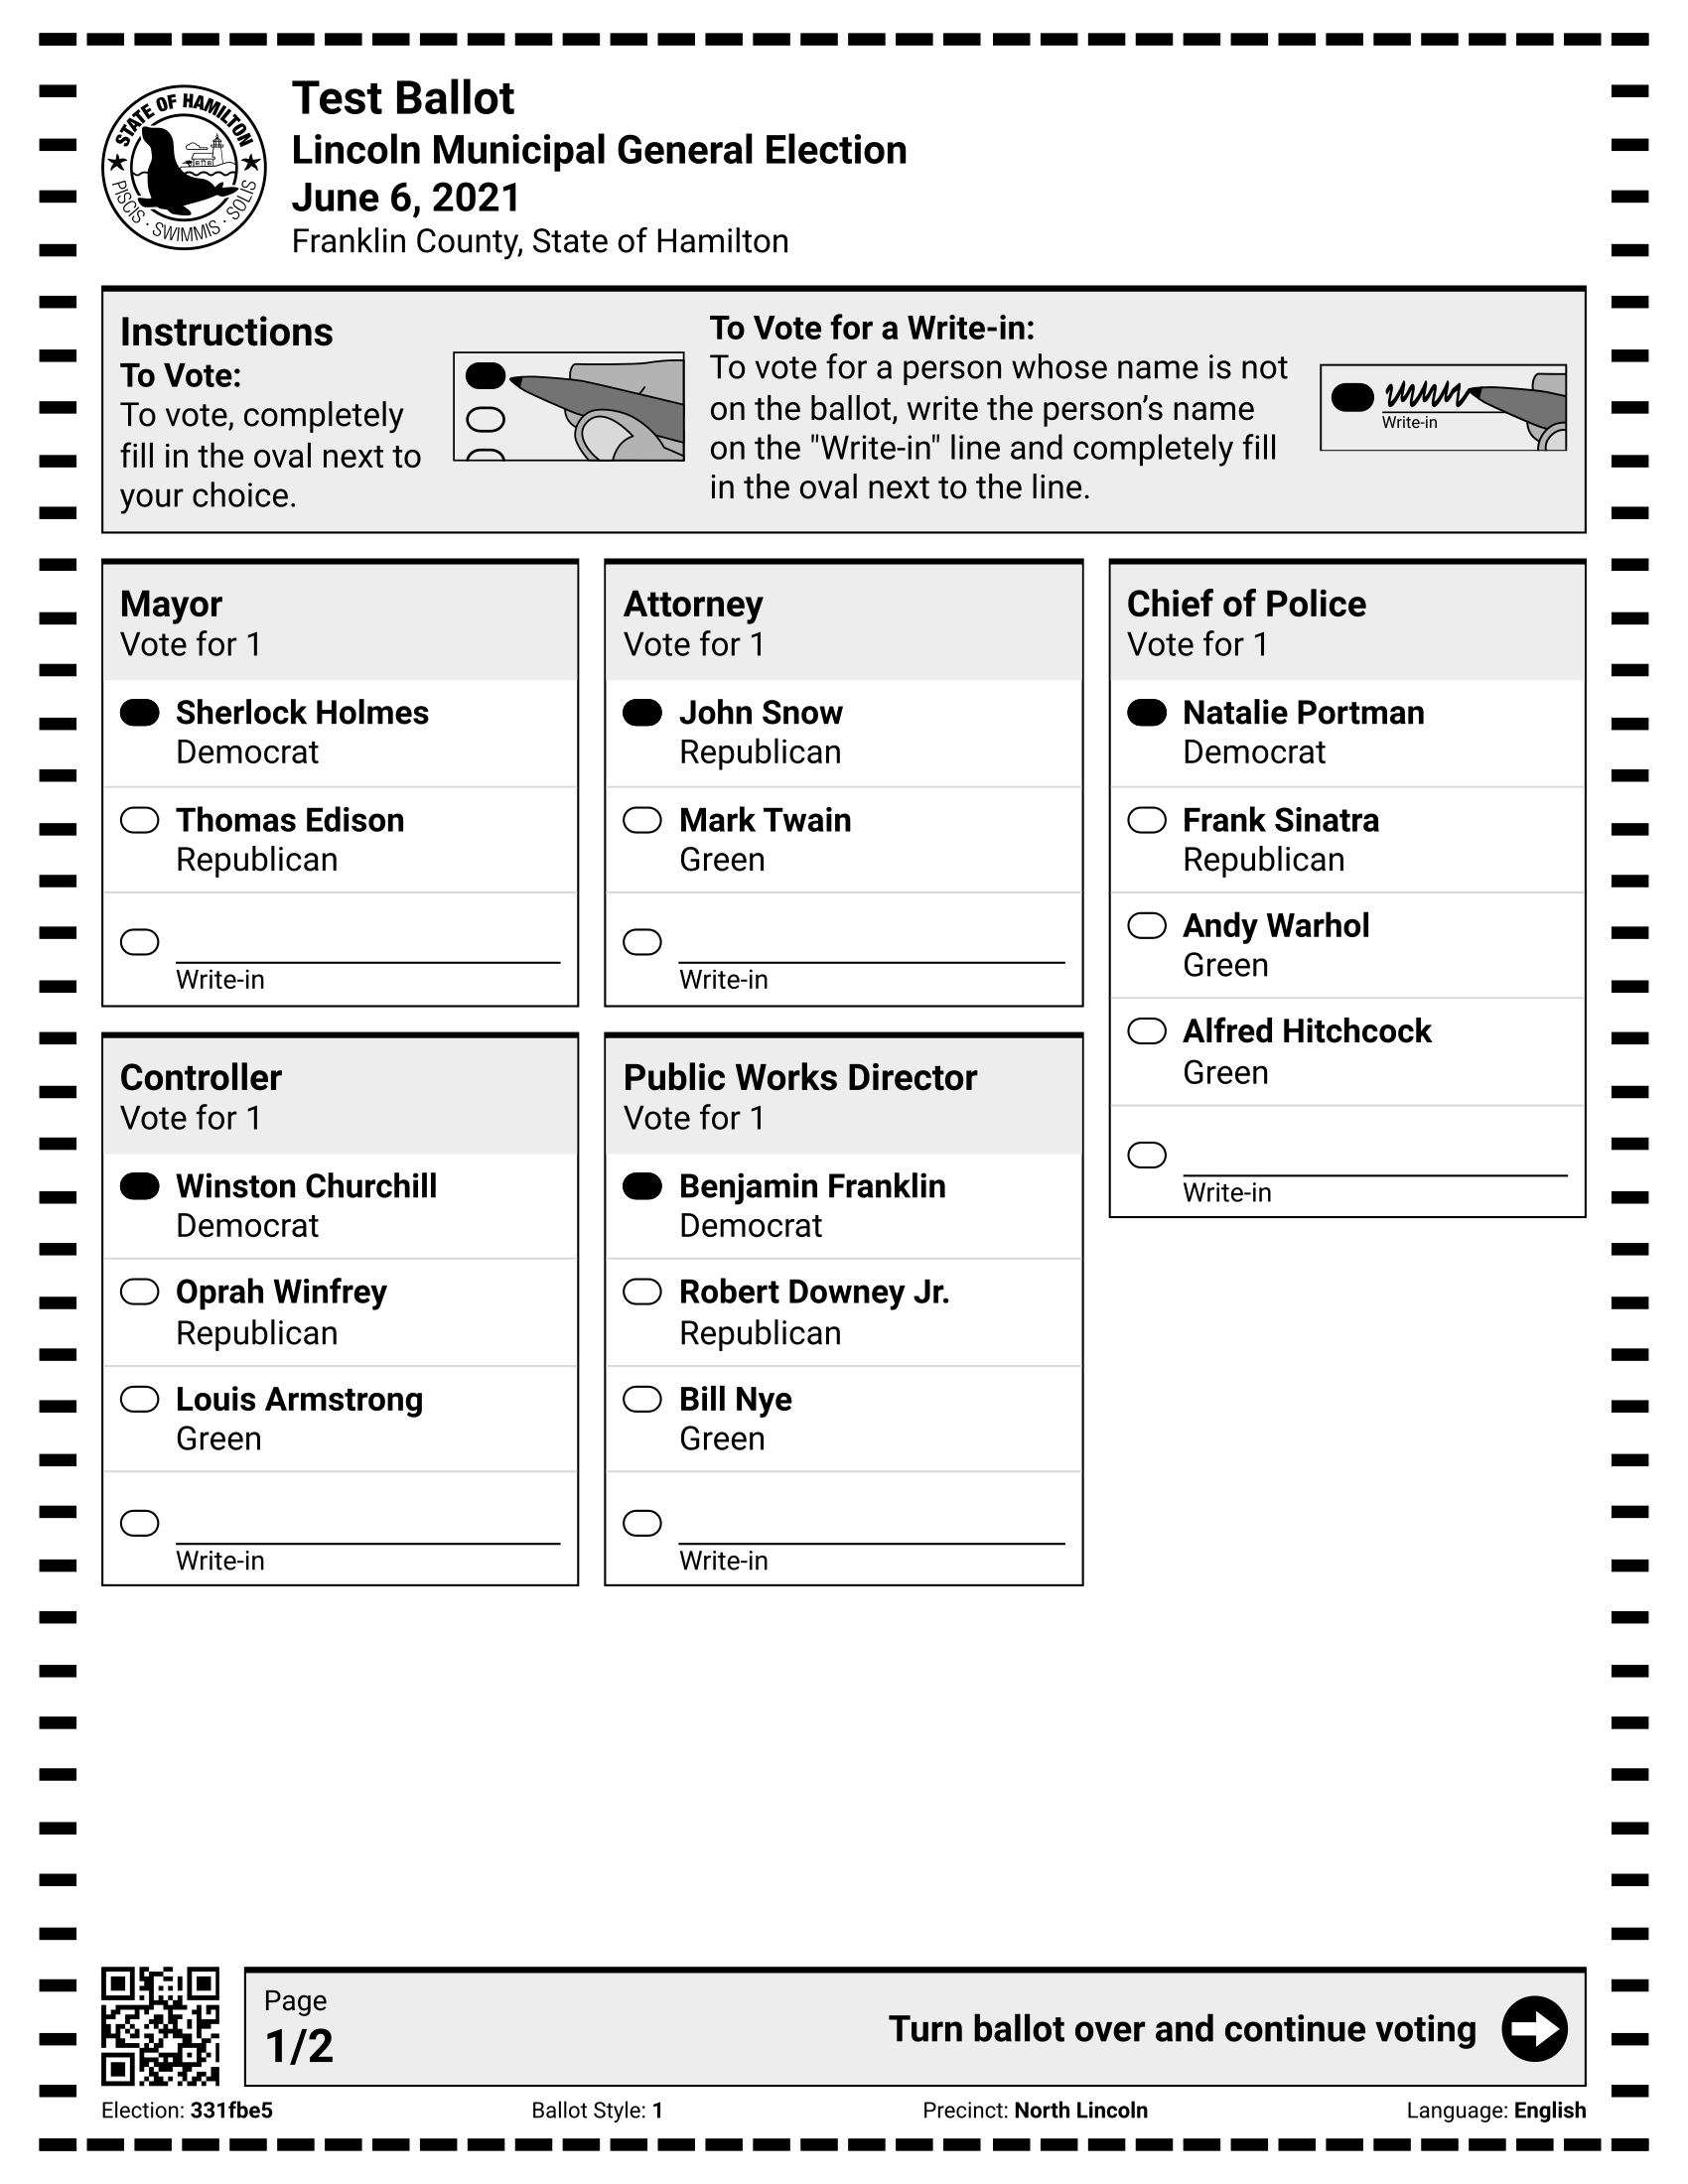 STATE OF HAMILTON
PISCIS · SWIMMIS · SOLIS
Test Ballot
Lincoln Municipal General Election
June 6, 2021
Franklin County, State of Hamilton
Instructions
To Vote:
To vote, completely
fill in the oval next to
your choice.
To Vote for a Write-in:
To vote for a person whose name is not
on the ballot, write the person’s name
on the "Write-in" line and completely fill
in the oval next to the line.
Write-in
Mayor
Vote for 1
Sherlock Holmes
Democrat
Thomas Edison
Republican
Write-in
Controller
Vote for 1
Winston Churchill
Democrat
Oprah Winfrey
Republican
Louis Armstrong
Green
Write-in
Attorney
Vote for 1
John Snow
Republican
Mark Twain
Green
Write-in
Public Works Director
Vote for 1
Benjamin Franklin
Democrat
Robert Downey Jr.
Republican
Bill Nye
Green
Write-in
Chief of Police
Vote for 1
Natalie Portman
Democrat
Frank Sinatra
Republican
Andy Warhol
Green
Alfred Hitchcock
Green
Write-in
Page
1/2
Turn ballot over and continue voting
Election: 331fbe5 Ballot Style: 1 Precinct: North Lincoln Language: English